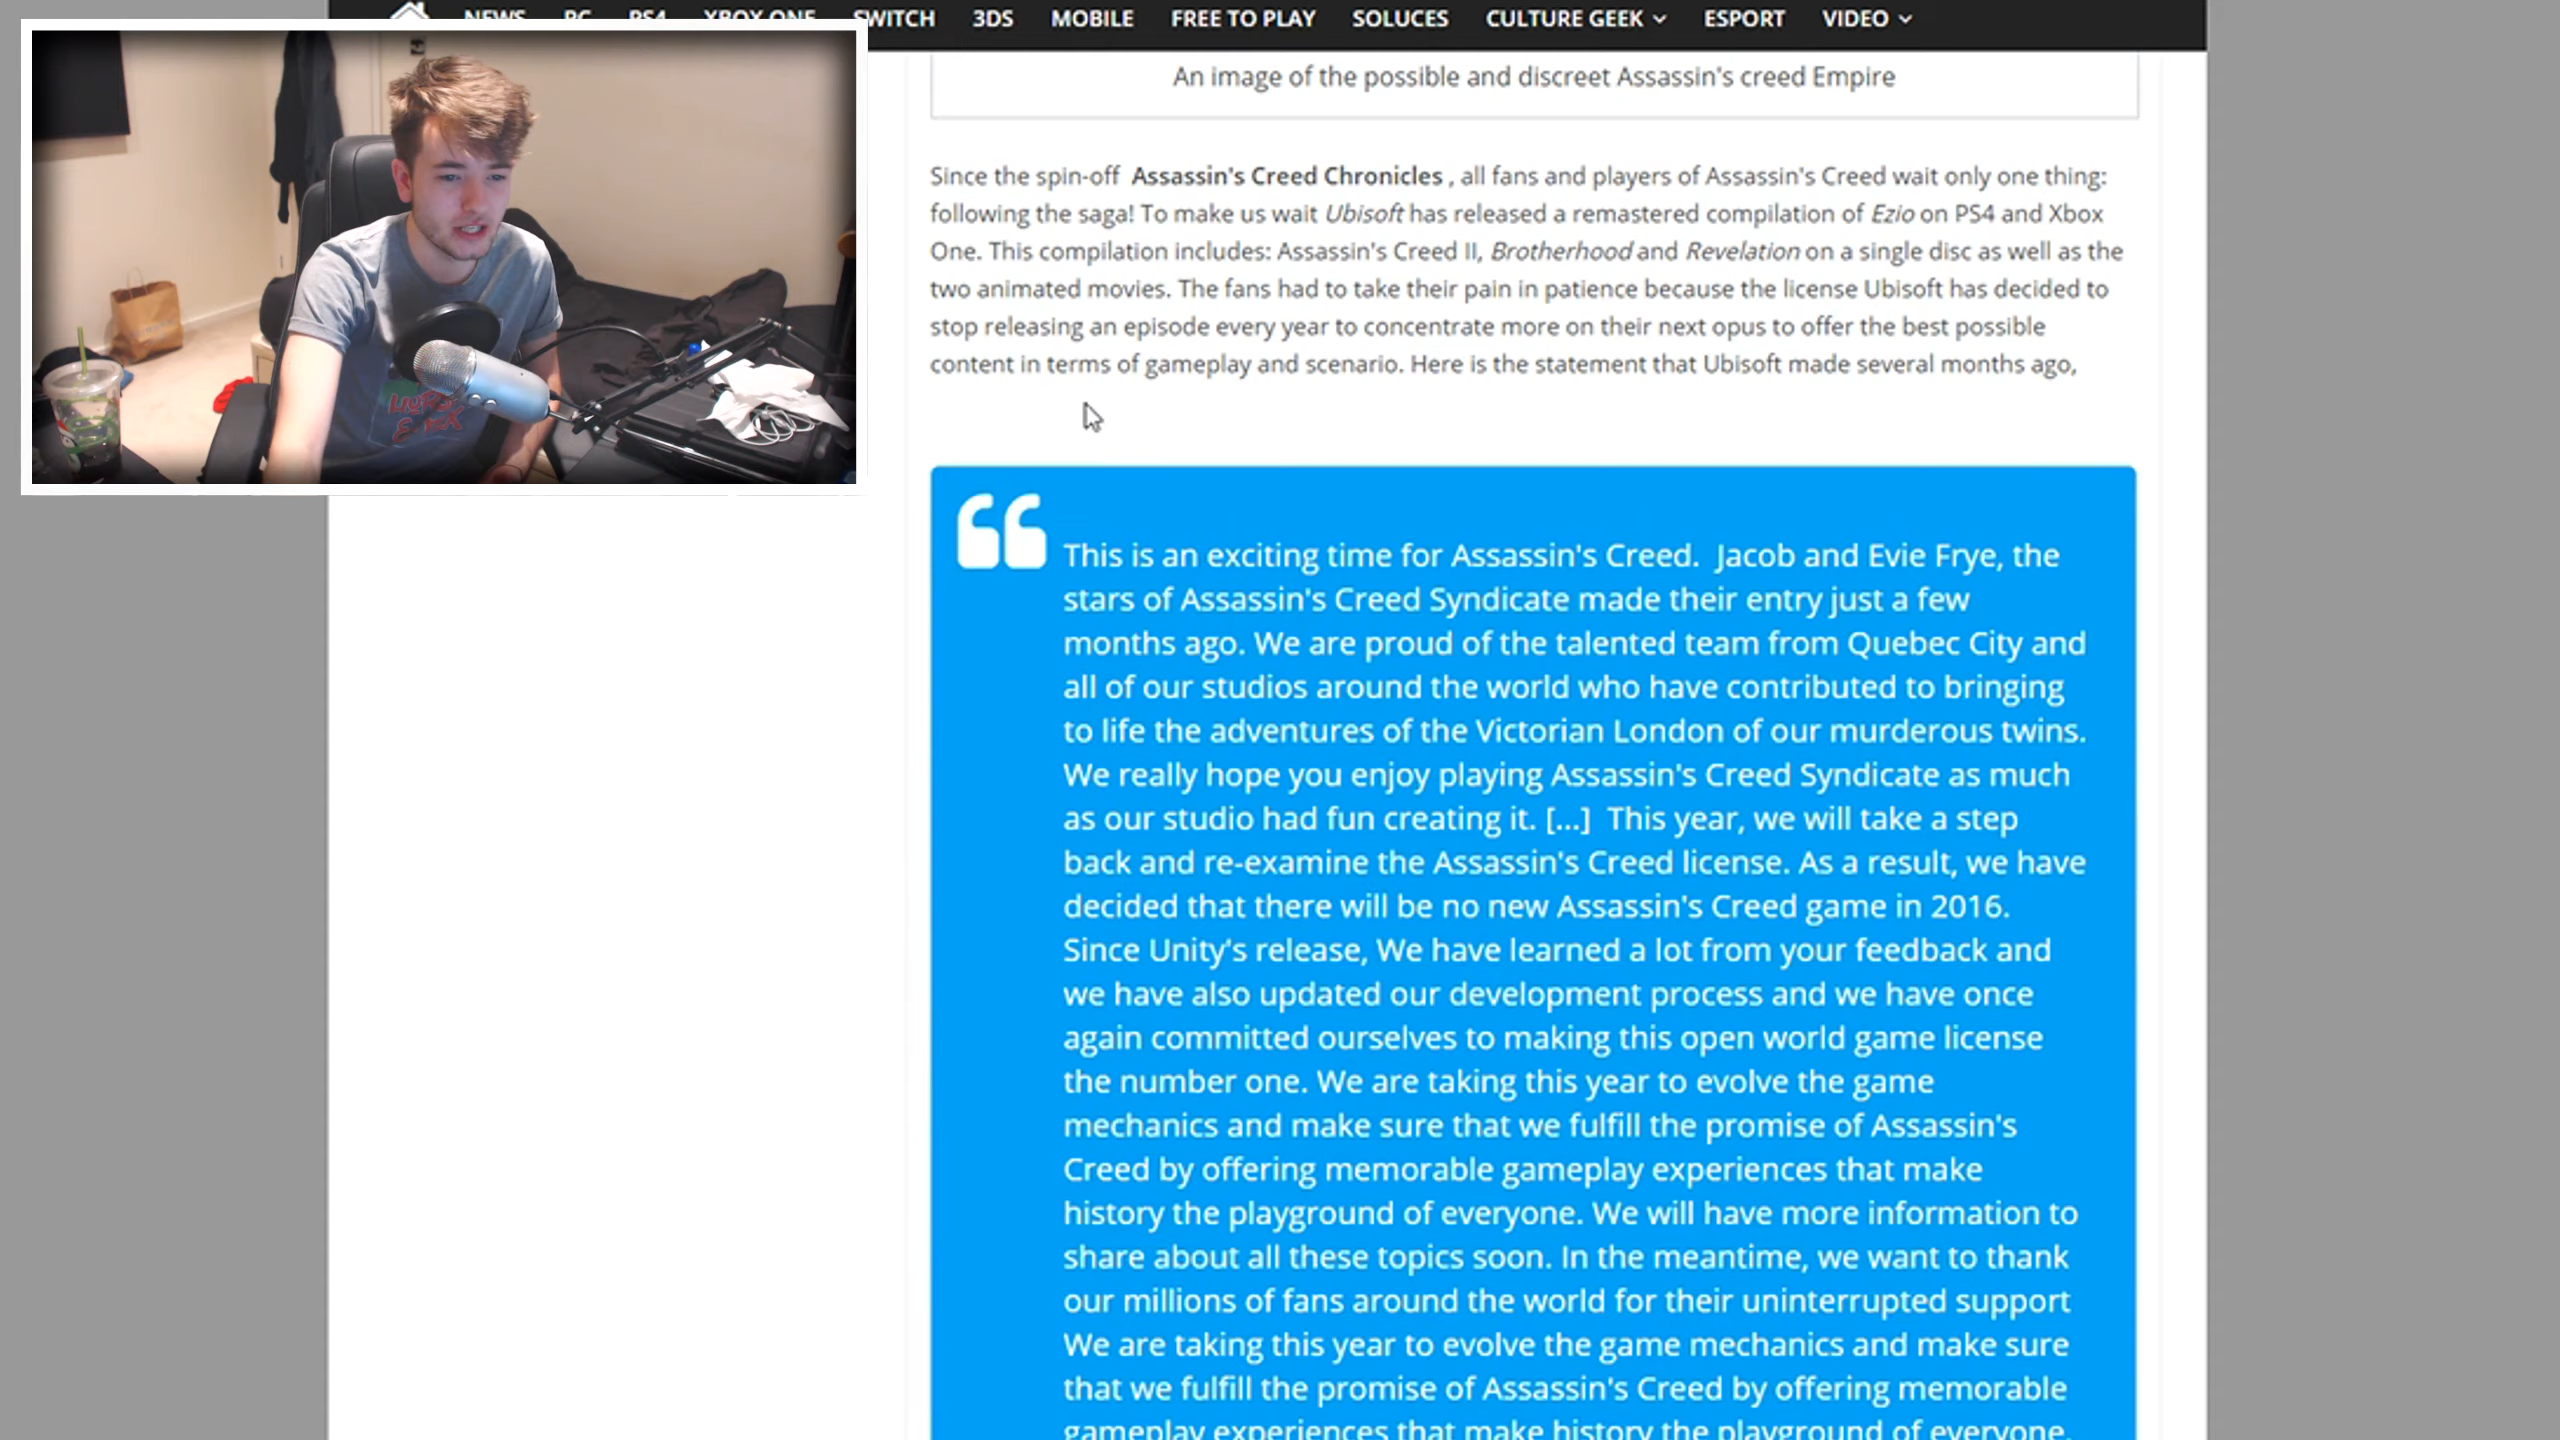 NEWS PC PS4 XBOX ONE SWITCH 3DS MOBILE FREE TO PLAY SOLUCES CULTURE GEEK ESPORT VIDEO
An image of the possible and discreet Assassin's creed Empire
Since the spin-off Assassin's Creed Chronicles , all fans and players of Assassin's Creed wait only one thing:
following the saga! To make us wait Ubisoft has released a remastered compilation of Ezio on PS4 and Xbox
One. This compilation includes: Assassin's Creed II, Brotherhood and Revelation on a single disc as well as the
two animated movies. The fans had to take their pain in patience because the license Ubisoft has decided to
stop releasing an episode every year to concentrate more on their next opus to offer the best possible
content in terms of gameplay and scenario. Here is the statement that Ubisoft made several months ago,
This is an exciting time for Assassin's Creed. Jacob and Evie Frye, the
stars of Assassin's Creed Syndicate made their entry just a few
months ago. We are proud of the talented team from Quebec City and
all of our studios around the world who have contributed to bringing
to life the adventures of the Victorian London of our murderous twins.
We really hope you enjoy playing Assassin's Creed Syndicate as much
as our studio had fun creating it. [...] This year, we will take a step
back and re-examine the Assassin's Creed license. As a result, we have
decided that there will be no new Assassin's Creed game in 2016.
Since Unity's release, We have learned a lot from your feedback and
we have also updated our development process and we have once
again committed ourselves to making this open world game license
the number one. We are taking this year to evolve the game
mechanics and make sure that we fulfill the promise of Assassin's
Creed by offering memorable gameplay experiences that make
history the playground of everyone. We will have more information to
share about all these topics soon. In the meantime, we want to thank
our millions of fans around the world for their uninterrupted support
We are taking this year to evolve the game mechanics and make sure
that we fulfill the promise of Assassin's Creed by offering memorable
gameplay experiences that make history the playground of everyone.